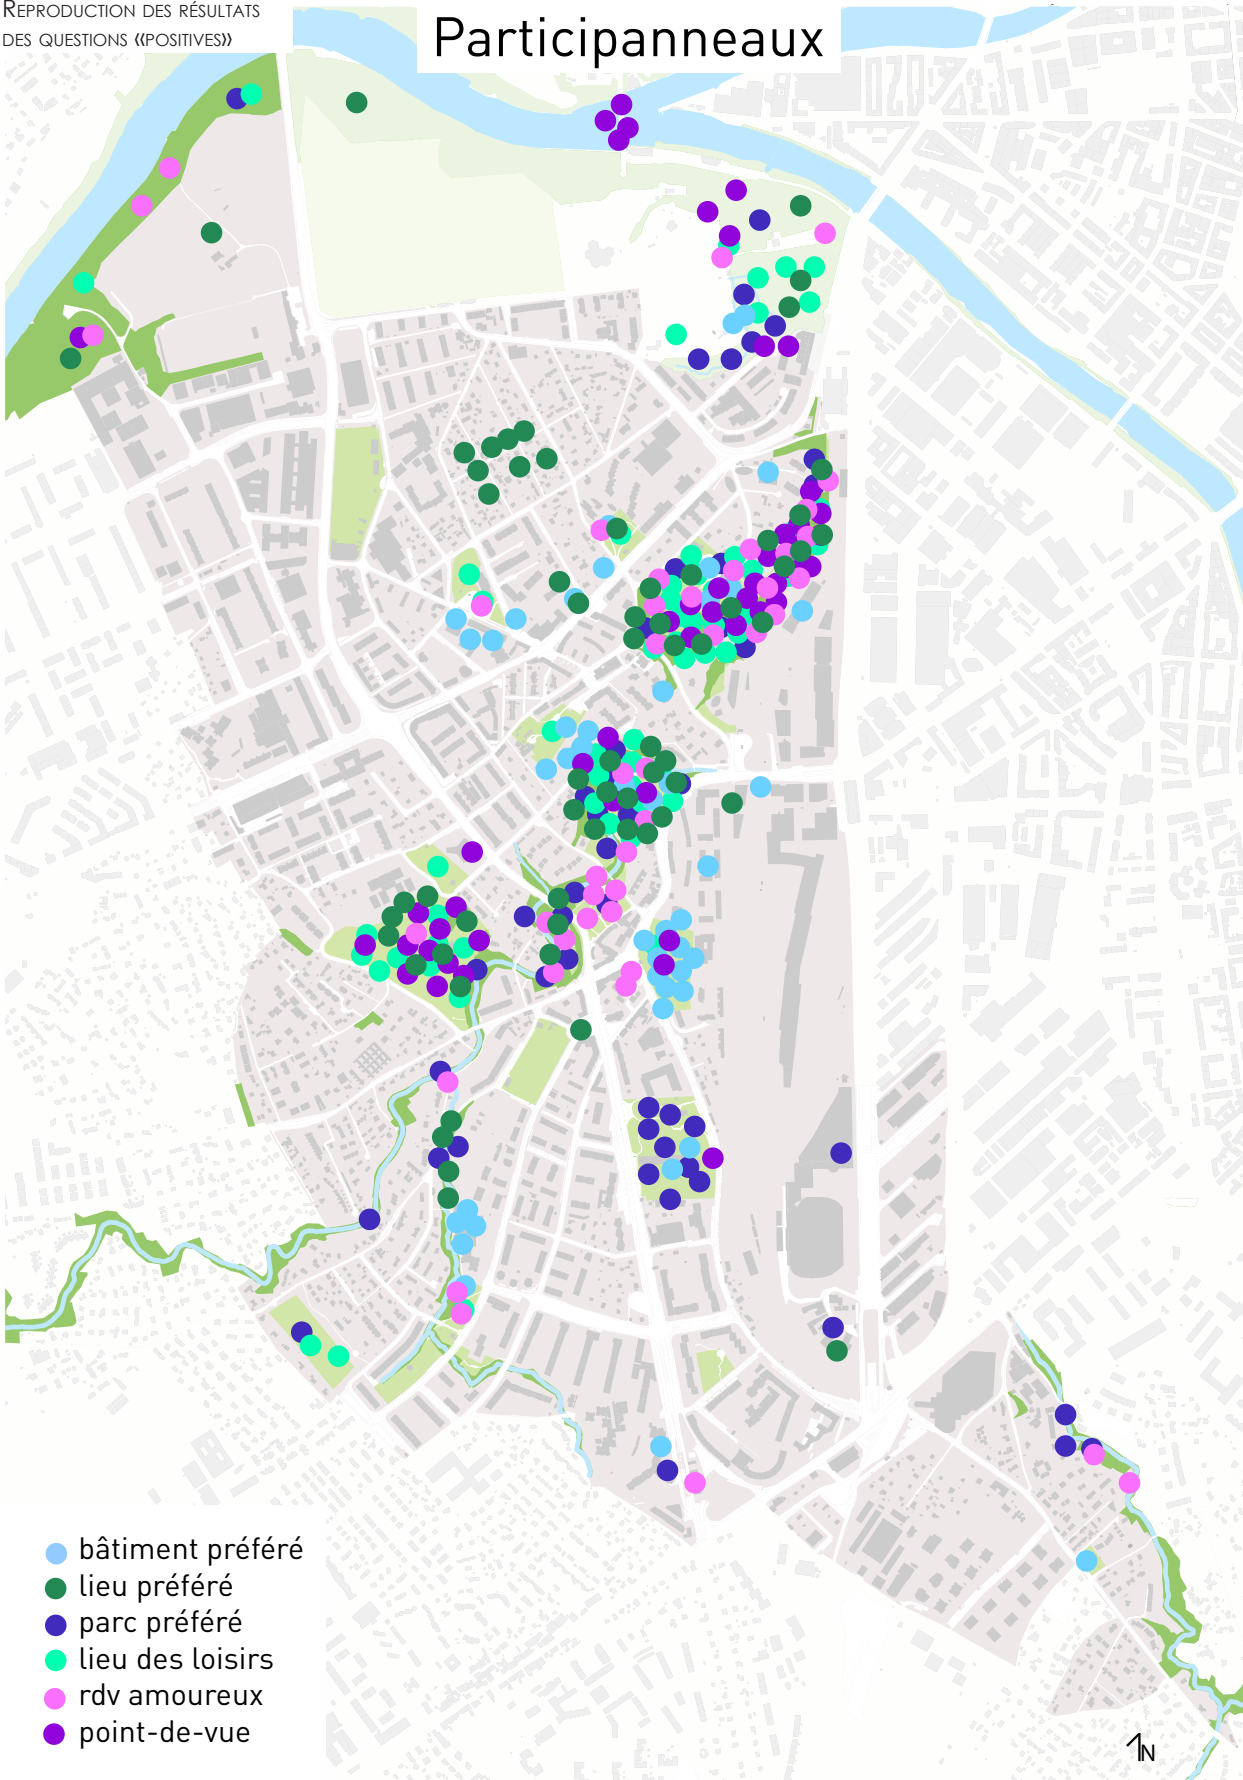 REPRODUCTION DES RÉSULTATS
DES QUESTIONS «POSITIVES»
Participanneaux
bâtiment préféré
lieu préféré
parc préféré
lieu des loisirs
rdv amoureux
point-de-vue
N